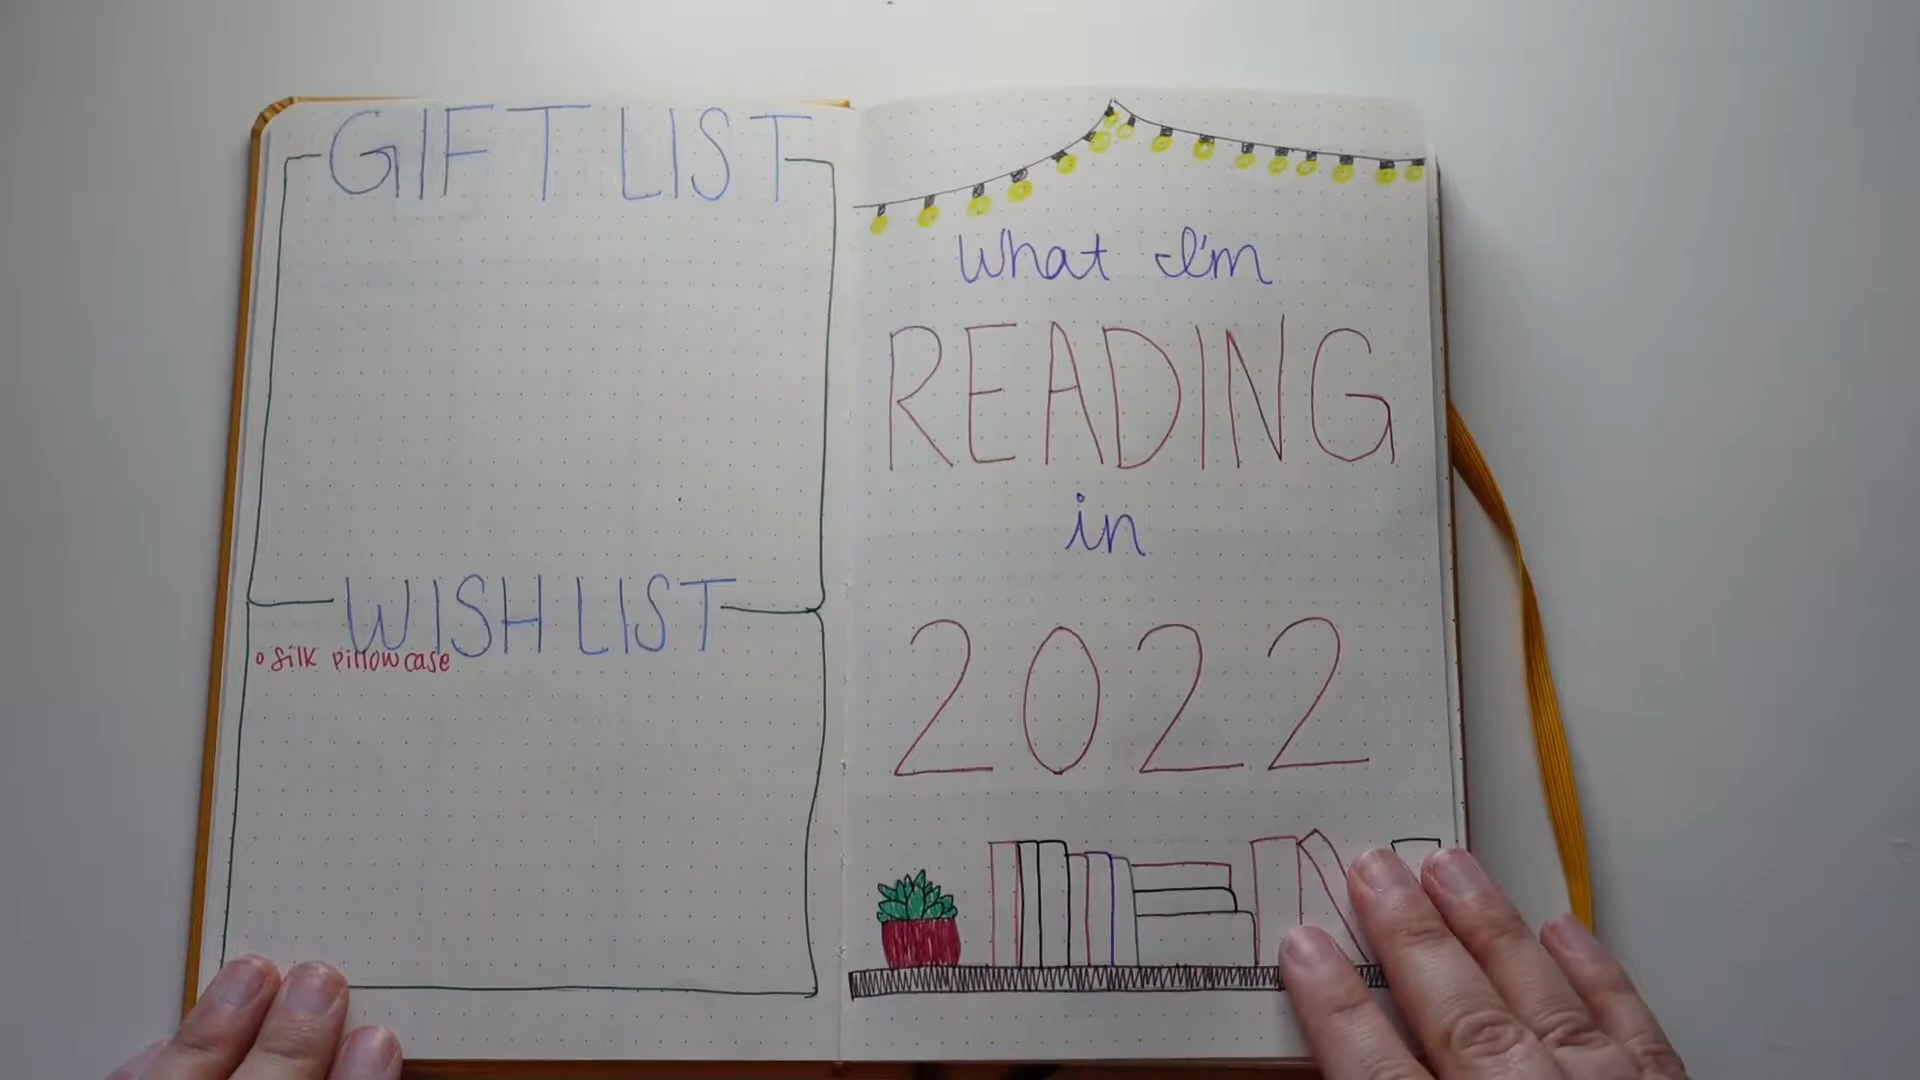 GIFT LIST
WISH LIST
silk pillowcase
What I'm
READING
in
2022